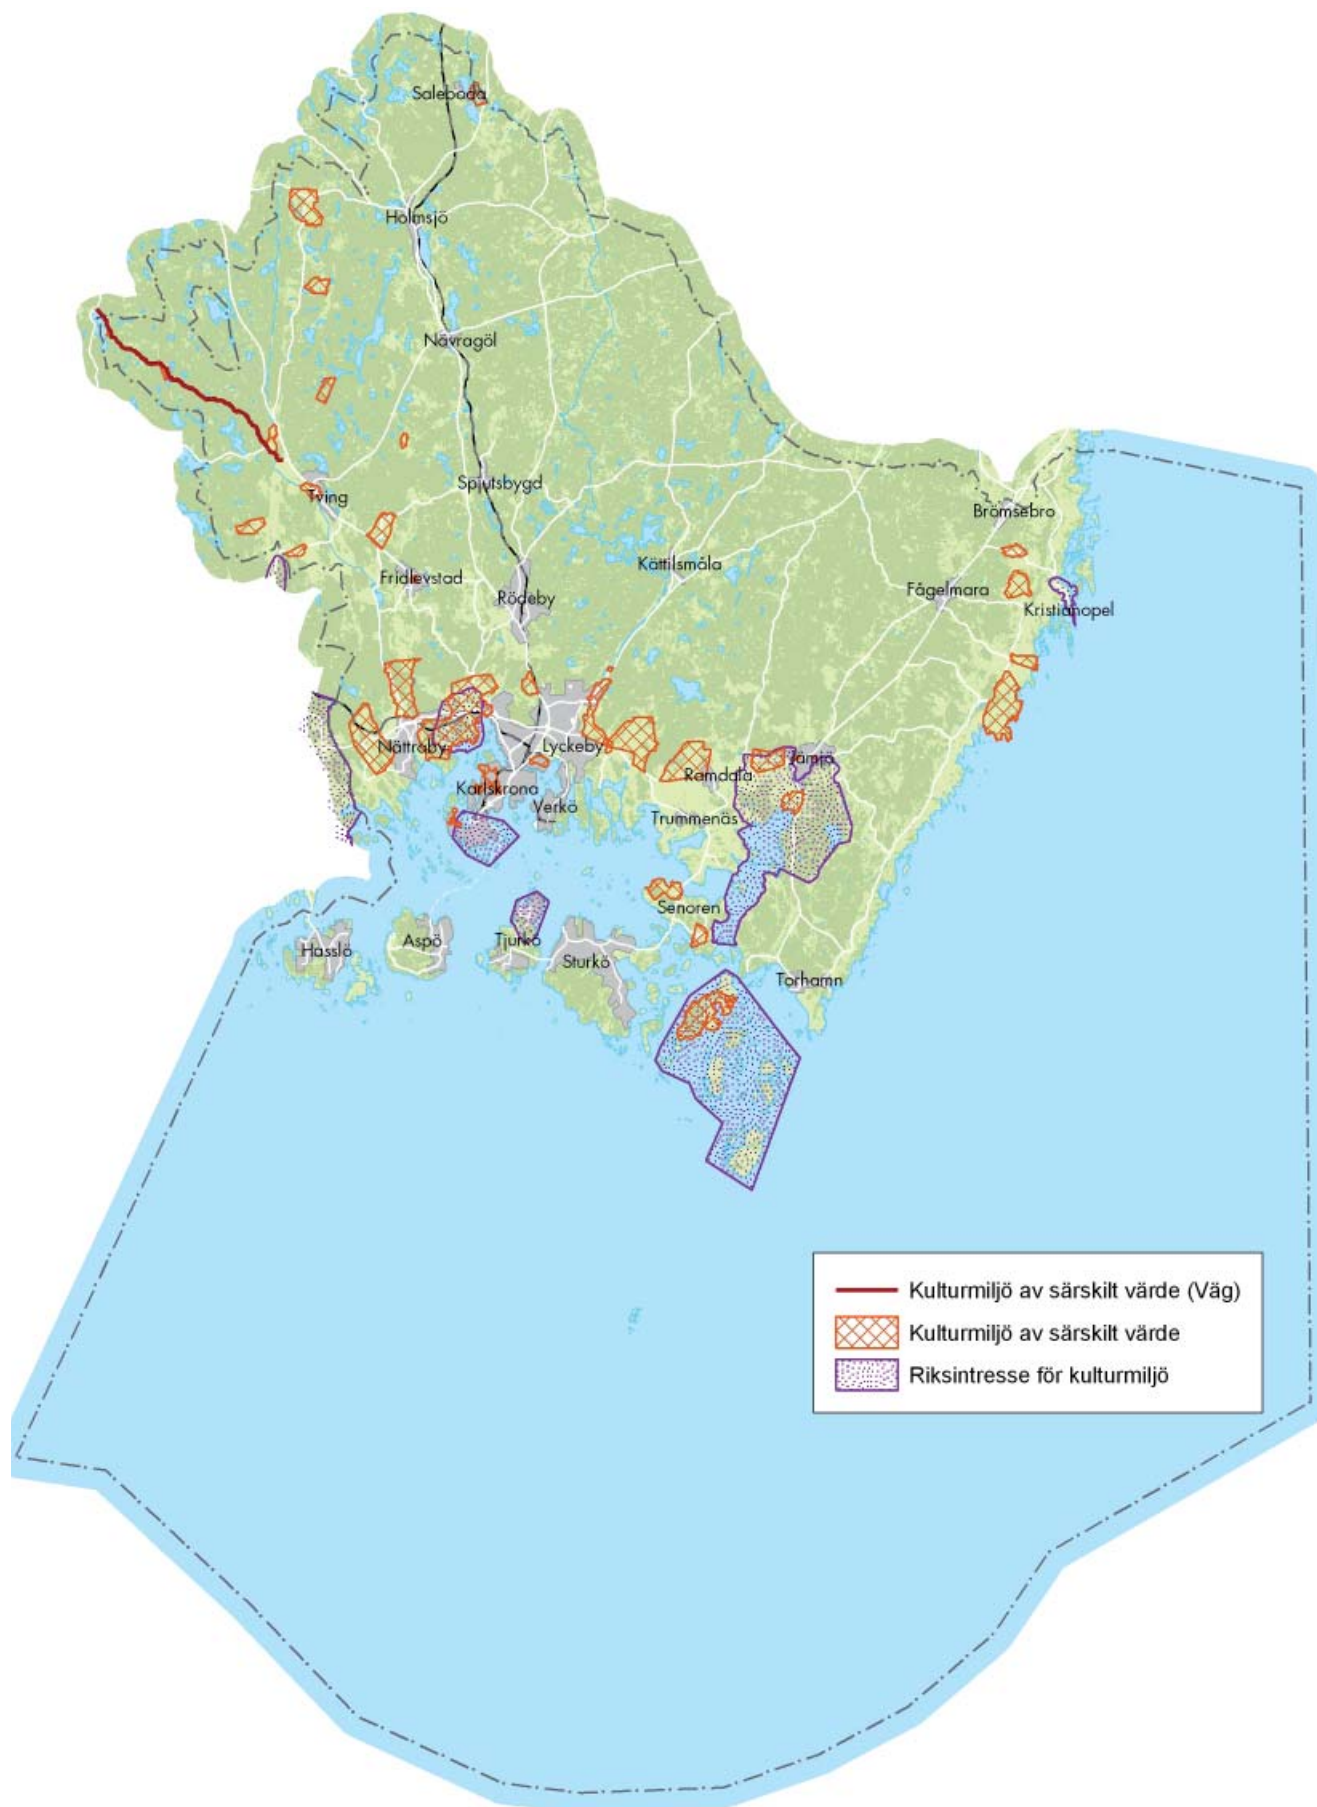 Saleboda
Holmsjö
Nävragöl
Spjutsbygd
Tving
Brömsebro
Kättilsmåla
Fridlevstad
Fågelmara
Rödeby
Kristianopel
Nättraby
Lyckeby
Jämjö
Ramdala
Karlskrona
Verkö
Trummenäs
Senoren
Hasslö
Aspö
Tjurkö
Sturkö
Torhamn
Kulturmiljö av särskilt värde (Väg)
Kulturmiljö av särskilt värde
Riksintresse för kulturmiljö